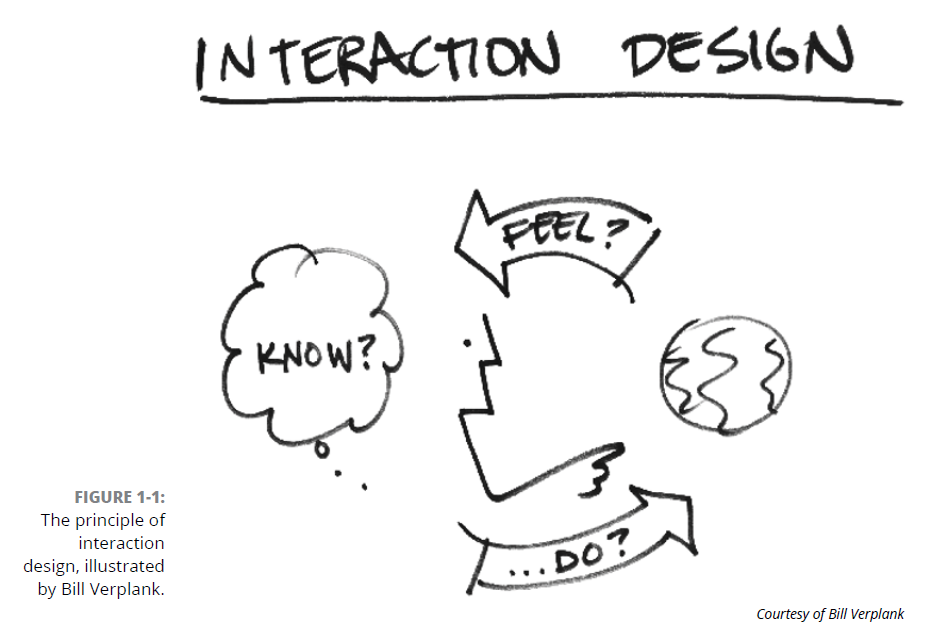 INTERACTION DESIGN
FEEL?
KNOW?
...DO?
FIGURE 1-1:
The principle of
interaction
design, illustrated
by Bill Verplank.
Courtesy of Bill Verplank